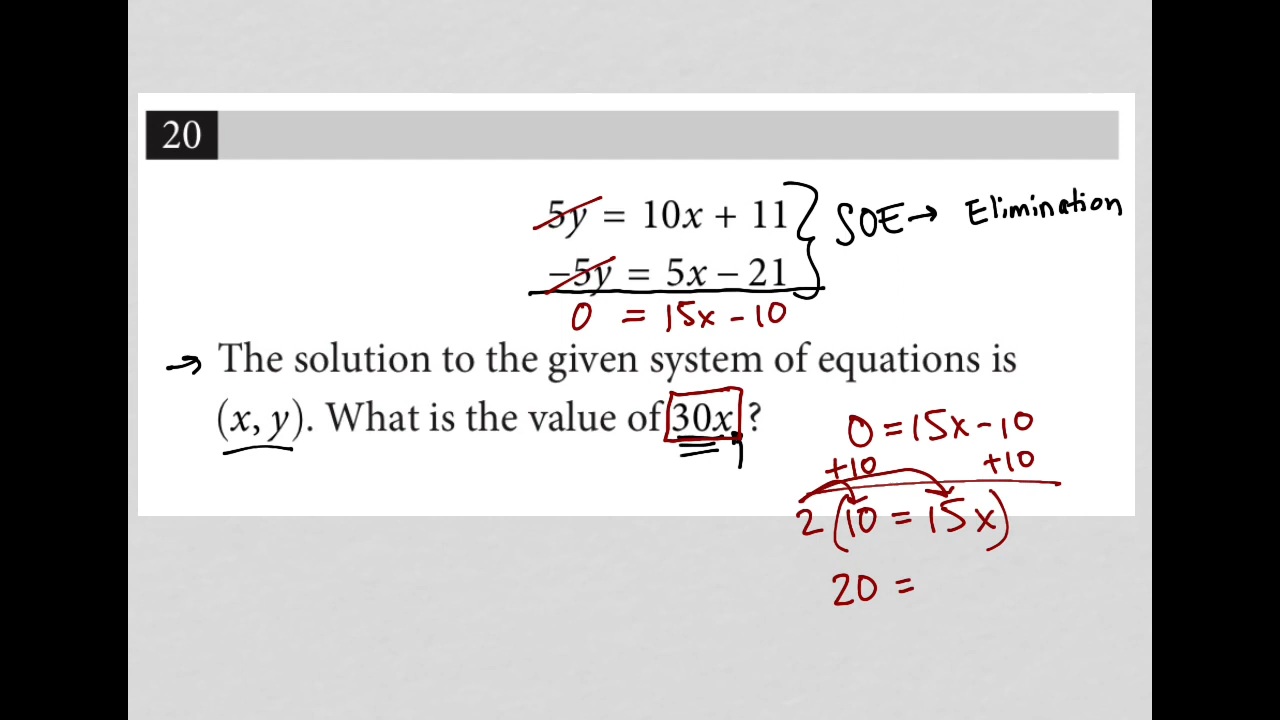 20
5y = 10x + 11
SOE → Elimination
−5y = 5x − 21
0 = 15x - 10
→ The solution to the given system of equations is
(x, y). What is the value of 30x ?
0 = 15x - 10
+10 +10
2(10 = 15x)
20 =